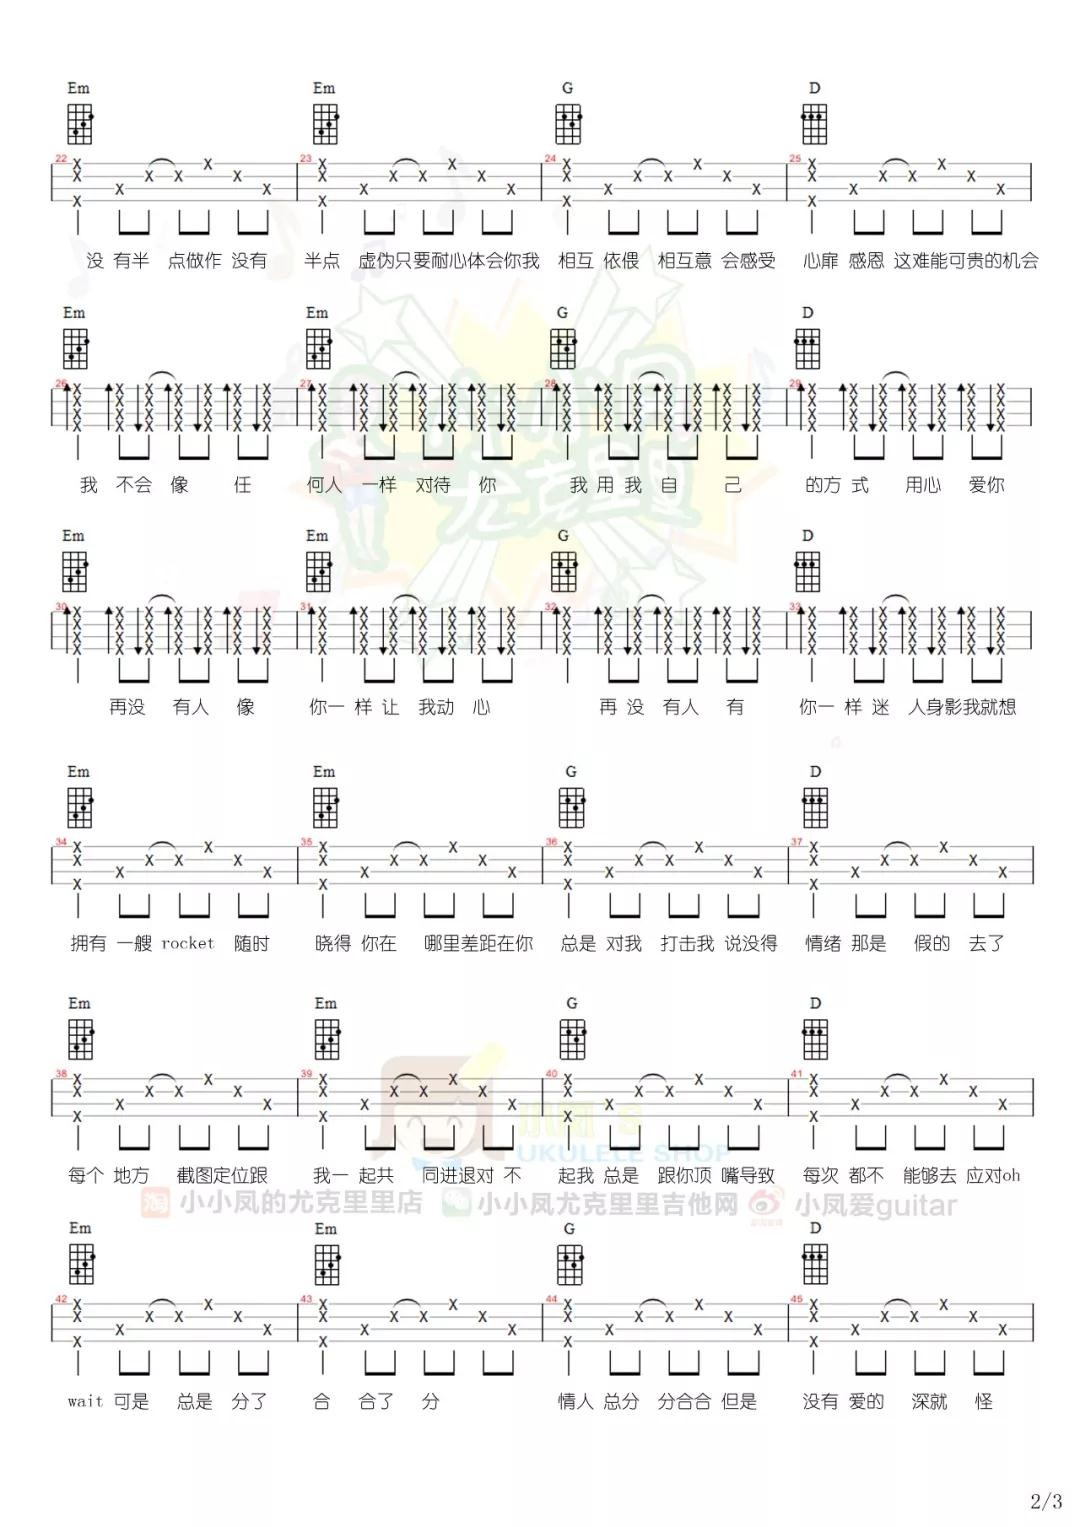 Em Em G D
22 23 24 25
没 有半 点做作 没有 半点 虚伪只要耐心体会你我 相互 依偎 相互意 会感受 心扉 感恩 这难能可贵的机会
Em Em G D
26 27 28 29
我 不会 像 任 何人 一样 对待 你 我 用 我 自 己 的方 式 用心 爱你
Em Em G D
30 31 32 33
再没 有人 像 你一 样 让 我动 心 再 没 有人 有 你一 样 迷 人身影我就想
Em Em G D
34 35 36 37
拥有 一艘 rocket 随时 晓得 你在 哪里差距在你 总是 对我 打击我 说没得 情绪 那是 假的 去了
Em Em G D
38 39 40 41
每个 地方 截图定位跟 我一 起共 同进退对 不 起我 总是 跟你顶 嘴导致 每次 都不 能够去 应对oh
小小凤的尤克里里店 小小凤尤克里里吉他网 小凤爱guitar
Em Em G D
42 43 44 45
wait 可是 总是 分了 合 合了 分 情人 总分 分合合 但是 没有 爱的 深就 怪
尤克里里
UKULELE SHOP
2/3